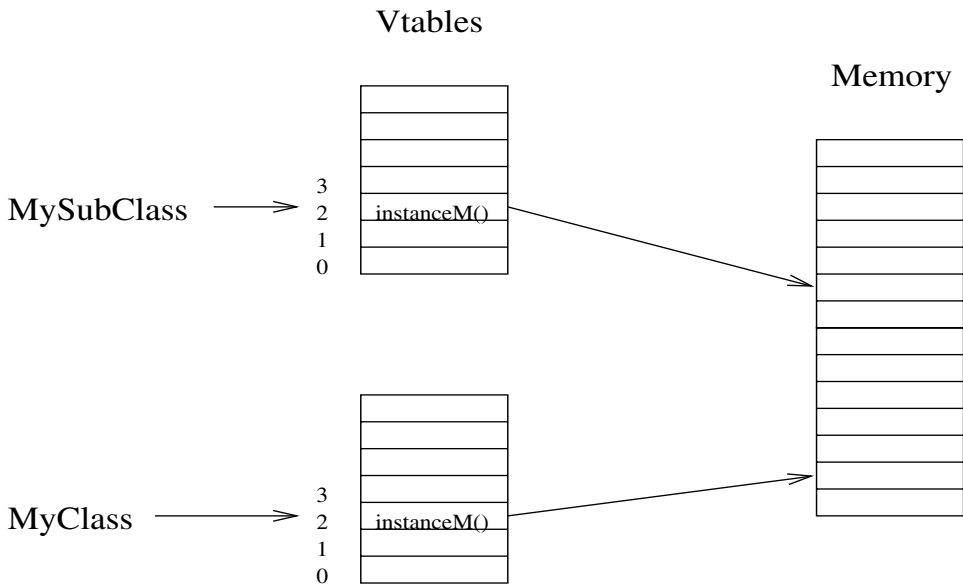 Vtables
Memory
3
MySubClass
2
instanceM()
1
0
3
MyClass
2
instanceM()
1
0